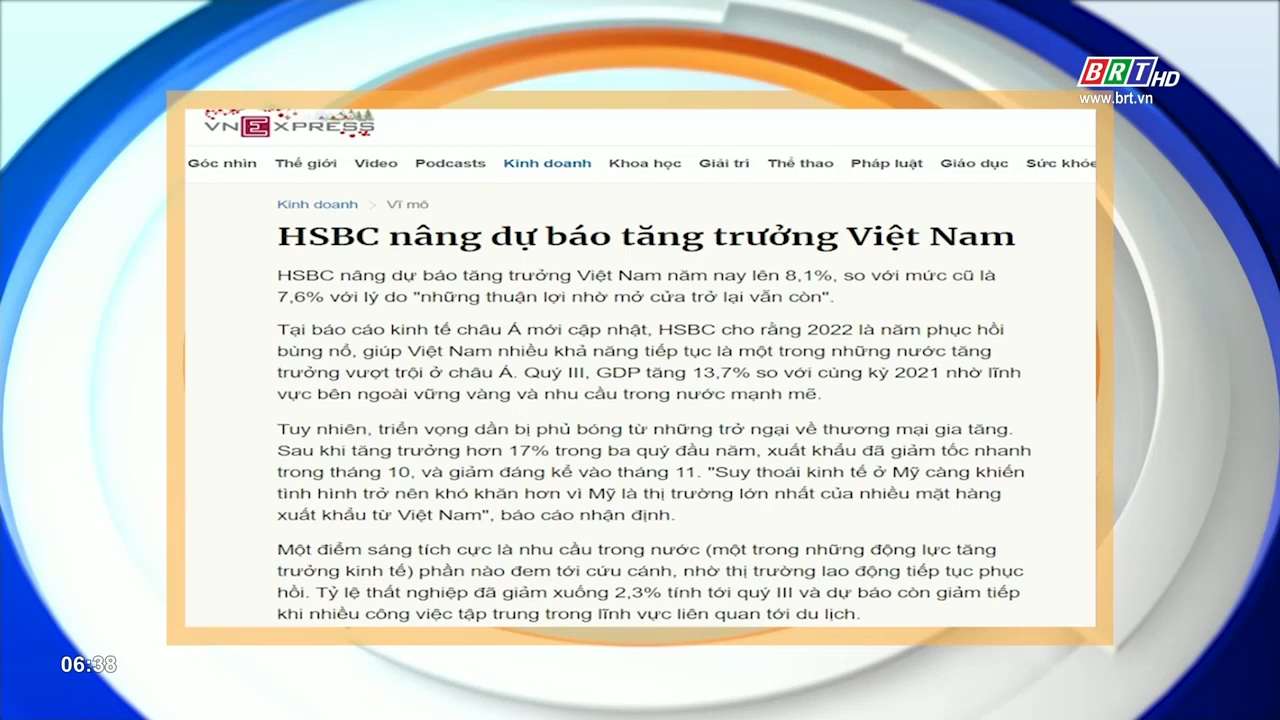 BRT HD
www.brt.vn
VNEXPRESS
Góc nhìn Thế giới Video Podcasts Kinh doanh Khoa học Giải trí Thể thao Pháp luật Giáo dục Sức khỏe
Kinh doanh > Vĩ mô
HSBC nâng dự báo tăng trưởng Việt Nam
HSBC nâng dự báo tăng trưởng Việt Nam năm nay lên 8,1%, so với mức cũ là
7,6% với lý do "những thuận lợi nhờ mở cửa trở lại vẫn còn".
Tại báo cáo kinh tế châu Á mới cập nhật, HSBC cho rằng 2022 là năm phục hồi
bùng nổ, giúp Việt Nam nhiều khả năng tiếp tục là một trong những nước tăng
trưởng vượt trội ở châu Á. Quý III, GDP tăng 13,7% so với cùng kỳ 2021 nhờ lĩnh
vực bên ngoài vững vàng và nhu cầu trong nước mạnh mẽ.
Tuy nhiên, triển vọng dần bị phủ bóng từ những trở ngại về thương mại gia tăng.
Sau khi tăng trưởng hơn 17% trong ba quý đầu năm, xuất khẩu đã giảm tốc nhanh
trong tháng 10, và giảm đáng kể vào tháng 11. "Suy thoái kinh tế ở Mỹ càng khiến
tình hình trở nên khó khăn hơn vì Mỹ là thị trường lớn nhất của nhiều mặt hàng
xuất khẩu từ Việt Nam", báo cáo nhận định.
Một điểm sáng tích cực là nhu cầu trong nước (một trong những động lực tăng
trưởng kinh tế) phần nào đem tới cứu cánh, nhờ thị trường lao động tiếp tục phục
hồi. Tỷ lệ thất nghiệp đã giảm xuống 2,3% tính tới quý III và dự báo còn giảm tiếp
khi nhiều công việc tập trung trong lĩnh vực liên quan tới du lịch.
06:38